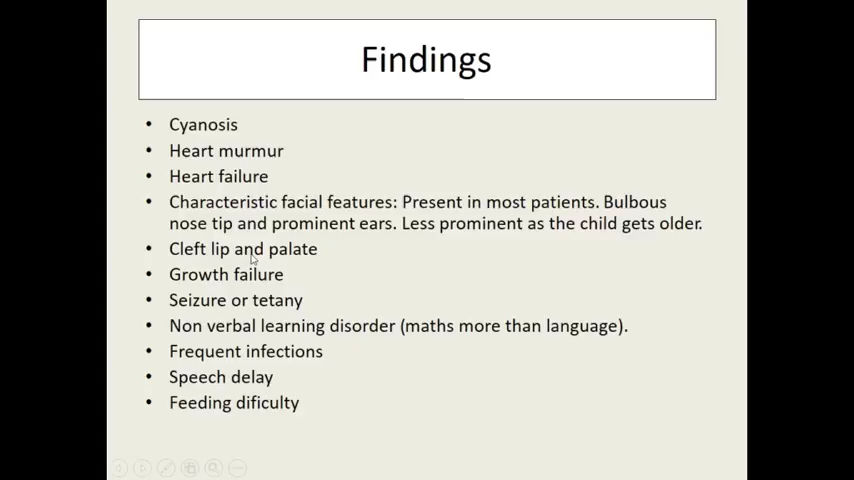 Findings
• Cyanosis
• Heart murmur
• Heart failure
• Characteristic facial features: Present in most patients. Bulbous
nose tip and prominent ears. Less prominent as the child gets older.
• Cleft lip and palate
• Growth failure
• Seizure or tetany
• Non verbal learning disorder (maths more than language).
• Frequent infections
• Speech delay
• Feeding dificulty